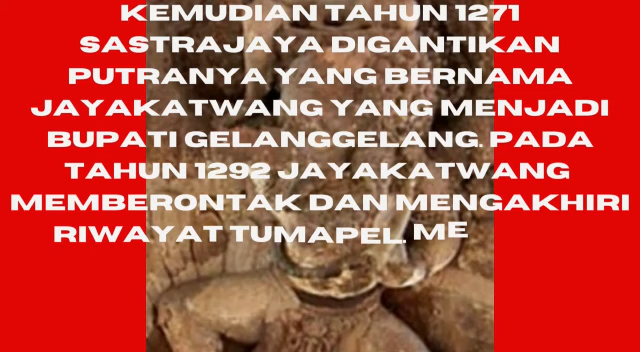 KEMUDIAN TAHUN 1271
SASTRAJAYA DIGANTIKAN
PUTRANYA YANG BERNAMA
JAYAKATWANG YANG MENJADI
BUPATI GELANGGELANG. PADA
TAHUN 1292 JAYAKATWANG
MEMBERONTAK DAN MENGAKHIRI
RIWAYAT TUMAPEL. ME